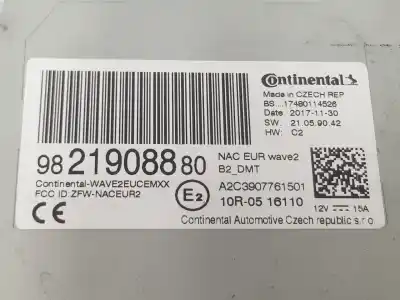 Continental
Made in CZECH REP
BS...:17480114526
Date: 2017-11-30
SW: 21.05.90.42
HW: C2
98 219088 80
NAC EUR wave2
B2_DMT
Continental-WAVE2EUCEMXX
FCC ID:ZFW-NACEUR2
CE
E2
A2C3907761501
10R-05 16110
12V 15A
Continental Automotive Czech republic s.r.o